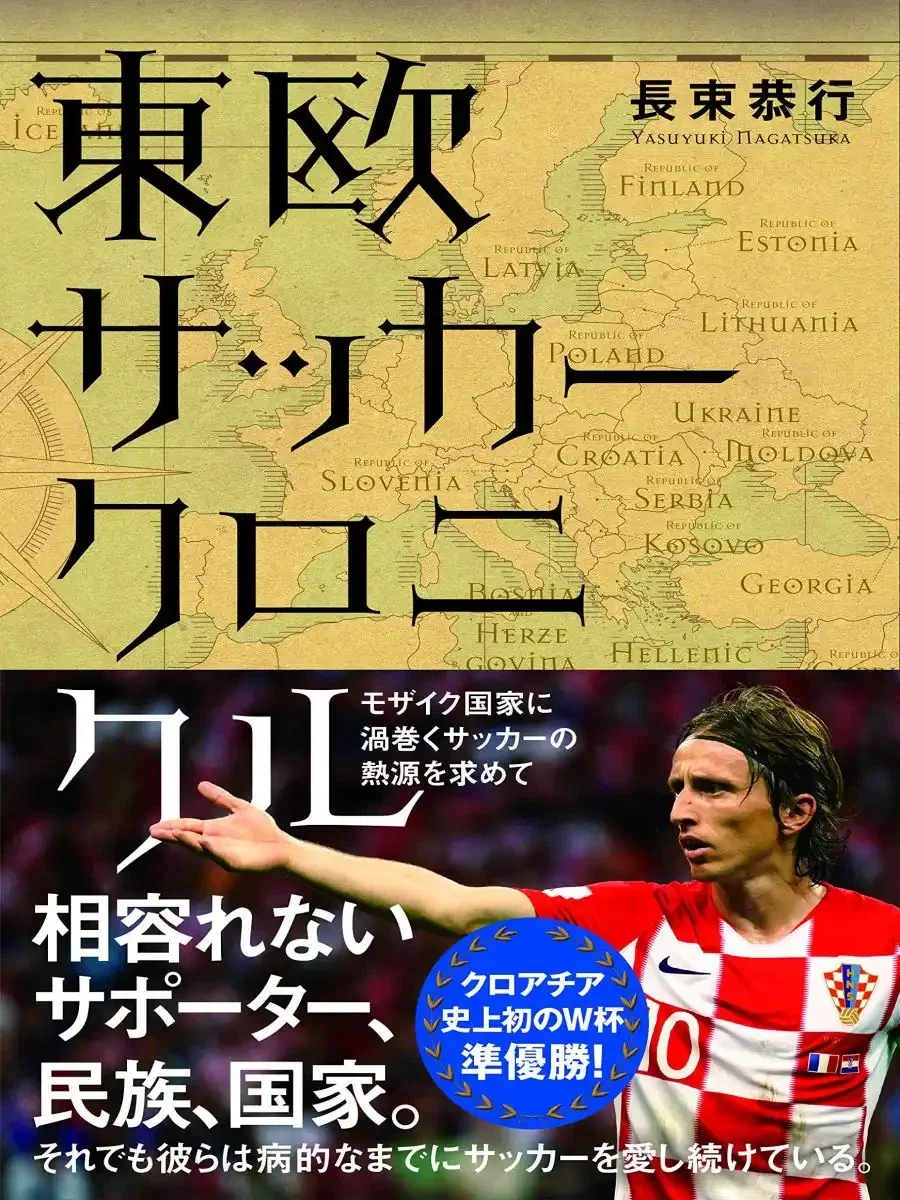 東欧
サッカー
クロニ
クル
長束恭行
YASUYUKI NAGATSUKA
REPUBLIC OF
ICELAND
REPUBLIC OF
FINLAND
REPUBLIC OF
ESTONIA
REPUBLIC OF
LATVIA
REPUBLIC OF
LITHUANIA
REPUBLIC OF
POLAND
UKRAINE
REPUBLIC OF
CROATIA
REPUBLIC OF
MOLDOVA
REPUBLIC OF
SLOVENIA
REPUBLIC OF
SERBIA
REPUBLIC OF
KOSOVO
GEORGIA
BOSNIA
HERZE
GOVINA
HELLENIC
REPUBLIC OF
モザイク国家に
渦巻くサッカーの
熱源を求めて
相容れない
サポーター、
民族、国家。
クロアチア
史上初のW杯
準優勝!
HNS
10
それでも彼らは病的なまでにサッカーを愛し続けている。